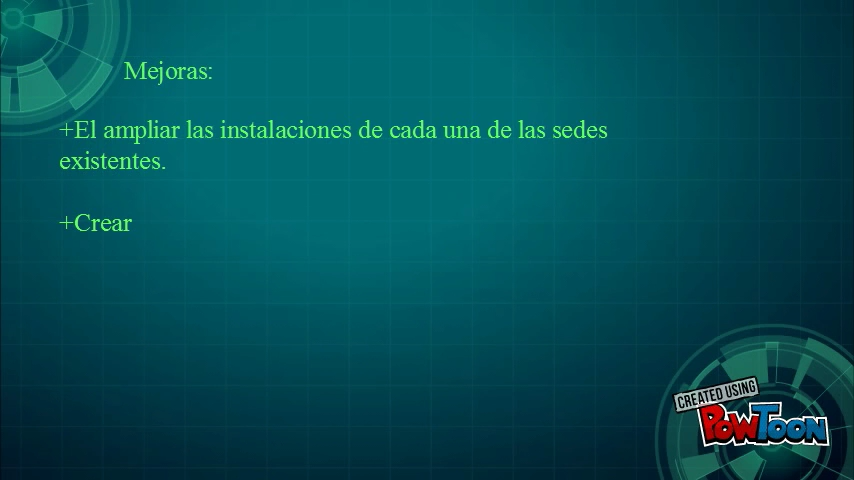 Mejoras:
+El ampliar las instalaciones de cada una de las sedes
existentes.
+Crear
CREATED USING
POWTOON